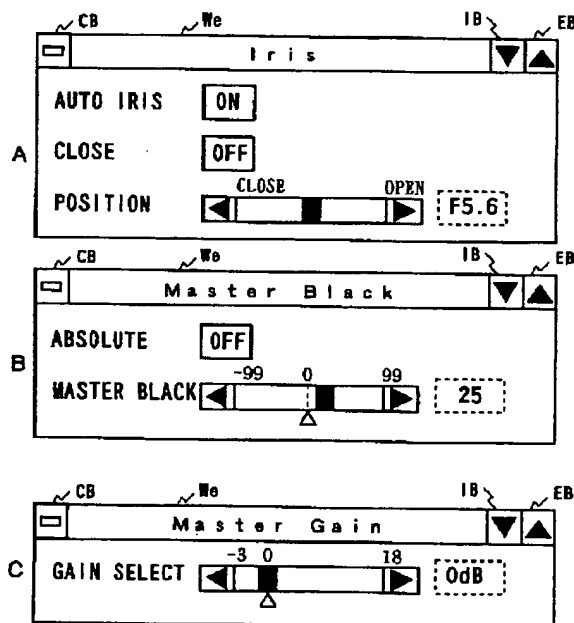 CB We IB EB
Iris
AUTO IRIS ON
A CLOSE OFF
CLOSE OPEN
POSITION F5.6
CB We IB EB
Master Black
ABSOLUTE OFF
B -99 0 99
MASTER BLACK 25
CB We IB EB
Master Gain
-3 0 18
C GAIN SELECT 0dB